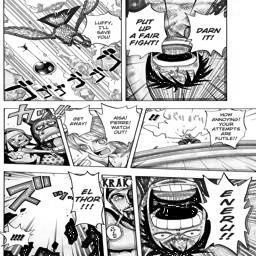 DARN
IT!
PUT
UP
A FAIR
FIGHT!
LUFFY,
I'LL
SAVE
YOU!
HOW
ANNOYING!
YOUR
ATTEMPTS
ARE
FUTILE!!
AISA!
PIERRE!
WATCH
OUT!
GET
AWAY!
ENERU!!
KRAK
EL
THOR
!!!
!!!!